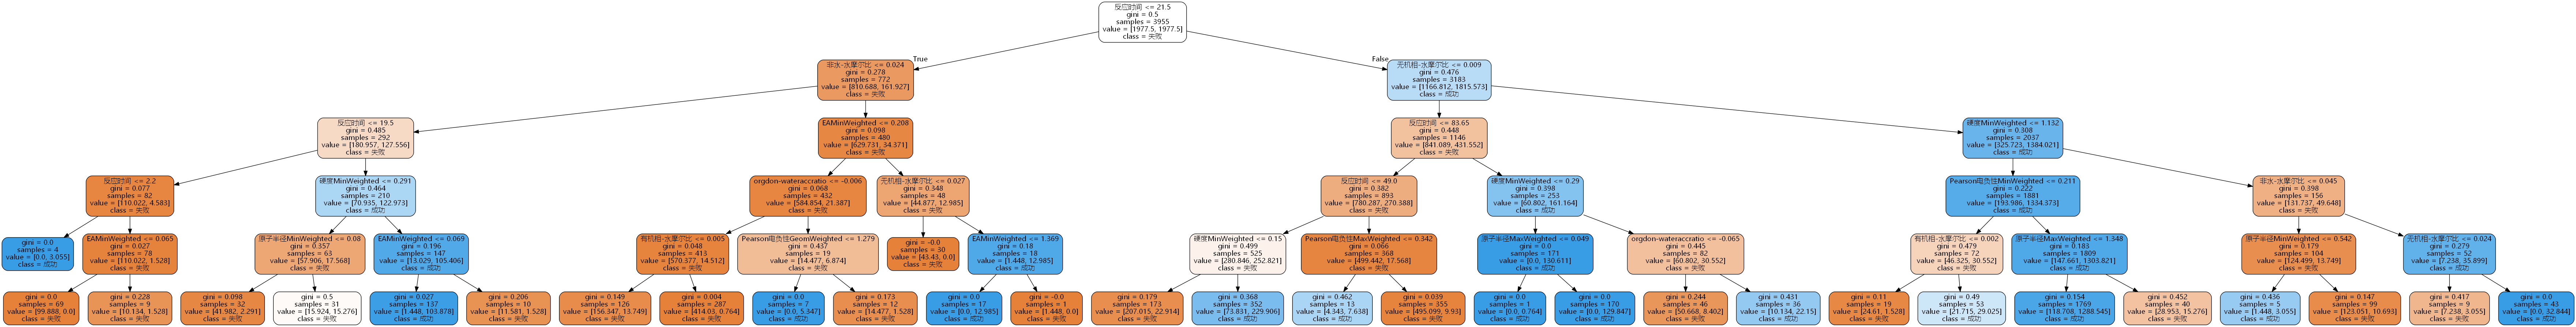 反应时间 <= 21.5
gini = 0.5
samples = 3955
value = [1977.5, 1977.5]
class = 失败
True
False
非水-水摩尔比 <= 0.024
gini = 0.278
samples = 772
value = [810.688, 161.927]
class = 失败
无机相-水摩尔比 <= 0.009
gini = 0.476
samples = 3183
value = [1166.812, 1815.573]
class = 成功
反应时间 <= 19.5
gini = 0.485
samples = 292
value = [180.957, 127.556]
class = 失败
EAMinWeighted <= 0.208
gini = 0.098
samples = 480
value = [629.731, 34.371]
class = 失败
反应时间 <= 83.65
gini = 0.448
samples = 1146
value = [841.089, 431.552]
class = 失败
硬度MinWeighted <= 1.132
gini = 0.308
samples = 2037
value = [325.723, 1384.021]
class = 成功
反应时间 <= 2.2
gini = 0.077
samples = 82
value = [110.022, 4.583]
class = 失败
硬度MinWeighted <= 0.291
gini = 0.464
samples = 210
value = [70.935, 122.973]
class = 成功
orgdon-wateraccratio <= -0.006
gini = 0.068
samples = 432
value = [584.854, 21.387]
class = 失败
无机相-水摩尔比 <= 0.027
gini = 0.348
samples = 48
value = [44.877, 12.985]
class = 失败
反应时间 <= 49.0
gini = 0.382
samples = 893
value = [780.287, 270.388]
class = 失败
硬度MinWeighted <= 0.29
gini = 0.398
samples = 253
value = [60.802, 161.164]
class = 成功
Pearson电负性MinWeighted <= 0.211
gini = 0.222
samples = 1881
value = [193.986, 1334.373]
class = 成功
非水-水摩尔比 <= 0.045
gini = 0.398
samples = 156
value = [131.737, 49.648]
class = 失败
gini = 0.0
samples = 4
value = [0.0, 3.055]
class = 成功
EAMinWeighted <= 0.065
gini = 0.027
samples = 78
value = [110.022, 1.528]
class = 失败
原子半径MinWeighted <= 0.08
gini = 0.357
samples = 63
value = [57.906, 17.568]
class = 失败
EAMinWeighted <= 0.069
gini = 0.196
samples = 147
value = [13.029, 105.406]
class = 成功
有机相-水摩尔比 <= 0.005
gini = 0.048
samples = 413
value = [570.377, 14.512]
class = 失败
Pearson电负性GeomWeighted <= 1.279
gini = 0.437
samples = 19
value = [14.477, 6.874]
class = 失败
gini = -0.0
samples = 30
value = [43.43, 0.0]
class = 失败
EAMinWeighted <= 1.369
gini = 0.18
samples = 18
value = [1.448, 12.985]
class = 成功
硬度MinWeighted <= 0.15
gini = 0.499
samples = 525
value = [280.846, 252.821]
class = 失败
Pearson电负性MaxWeighted <= 0.342
gini = 0.066
samples = 368
value = [499.442, 17.568]
class = 失败
原子半径MaxWeighted <= 0.049
gini = 0.0
samples = 171
value = [0.0, 130.611]
class = 成功
orgdon-wateraccratio <= -0.065
gini = 0.445
samples = 82
value = [60.802, 30.552]
class = 失败
有机相-水摩尔比 <= 0.002
gini = 0.479
samples = 72
value = [46.325, 30.552]
class = 失败
原子半径MaxWeighted <= 1.348
gini = 0.183
samples = 1809
value = [147.661, 1303.821]
class = 成功
原子半径MinWeighted <= 0.542
gini = 0.179
samples = 104
value = [124.499, 13.749]
class = 失败
无机相-水摩尔比 <= 0.024
gini = 0.279
samples = 52
value = [7.238, 35.899]
class = 成功
gini = 0.0
samples = 69
value = [99.888, 0.0]
class = 失败
gini = 0.228
samples = 9
value = [10.134, 1.528]
class = 失败
gini = 0.098
samples = 32
value = [41.982, 2.291]
class = 失败
gini = 0.5
samples = 31
value = [15.924, 15.276]
class = 失败
gini = 0.027
samples = 137
value = [1.448, 103.878]
class = 成功
gini = 0.206
samples = 10
value = [11.581, 1.528]
class = 失败
gini = 0.149
samples = 126
value = [156.347, 13.749]
class = 失败
gini = 0.004
samples = 287
value = [414.03, 0.764]
class = 失败
gini = 0.0
samples = 7
value = [0.0, 5.347]
class = 成功
gini = 0.173
samples = 12
value = [14.477, 1.528]
class = 失败
gini = 0.0
samples = 17
value = [0.0, 12.985]
class = 成功
gini = -0.0
samples = 1
value = [1.448, 0.0]
class = 失败
gini = 0.179
samples = 173
value = [207.015, 22.914]
class = 失败
gini = 0.368
samples = 352
value = [73.831, 229.906]
class = 成功
gini = 0.462
samples = 13
value = [4.343, 7.638]
class = 成功
gini = 0.039
samples = 355
value = [495.099, 9.93]
class = 失败
gini = 0.0
samples = 1
value = [0.0, 0.764]
class = 成功
gini = 0.0
samples = 170
value = [0.0, 129.847]
class = 成功
gini = 0.244
samples = 46
value = [50.668, 8.402]
class = 失败
gini = 0.431
samples = 36
value = [10.134, 22.15]
class = 成功
gini = 0.11
samples = 19
value = [24.61, 1.528]
class = 失败
gini = 0.49
samples = 53
value = [21.715, 29.025]
class = 成功
gini = 0.154
samples = 1769
value = [118.708, 1288.545]
class = 成功
gini = 0.452
samples = 40
value = [28.953, 15.276]
class = 失败
gini = 0.436
samples = 5
value = [1.448, 3.055]
class = 成功
gini = 0.147
samples = 99
value = [123.051, 10.693]
class = 失败
gini = 0.417
samples = 9
value = [7.238, 3.055]
class = 失败
gini = 0.0
samples = 43
value = [0.0, 32.844]
class = 成功